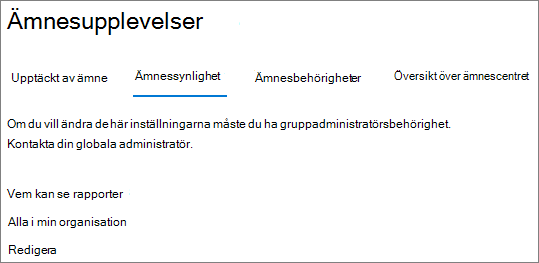 Ämnesupplevelser
Upptäckt av ämne Ämnessynlighet Ämnesbehörigheter Översikt över ämnescentret
Om du vill ändra de här inställningarna måste du ha gruppadministratörsbehörighet.
Kontakta din globala administratör.
Vem kan se rapporter
Alla i min organisation
Redigera